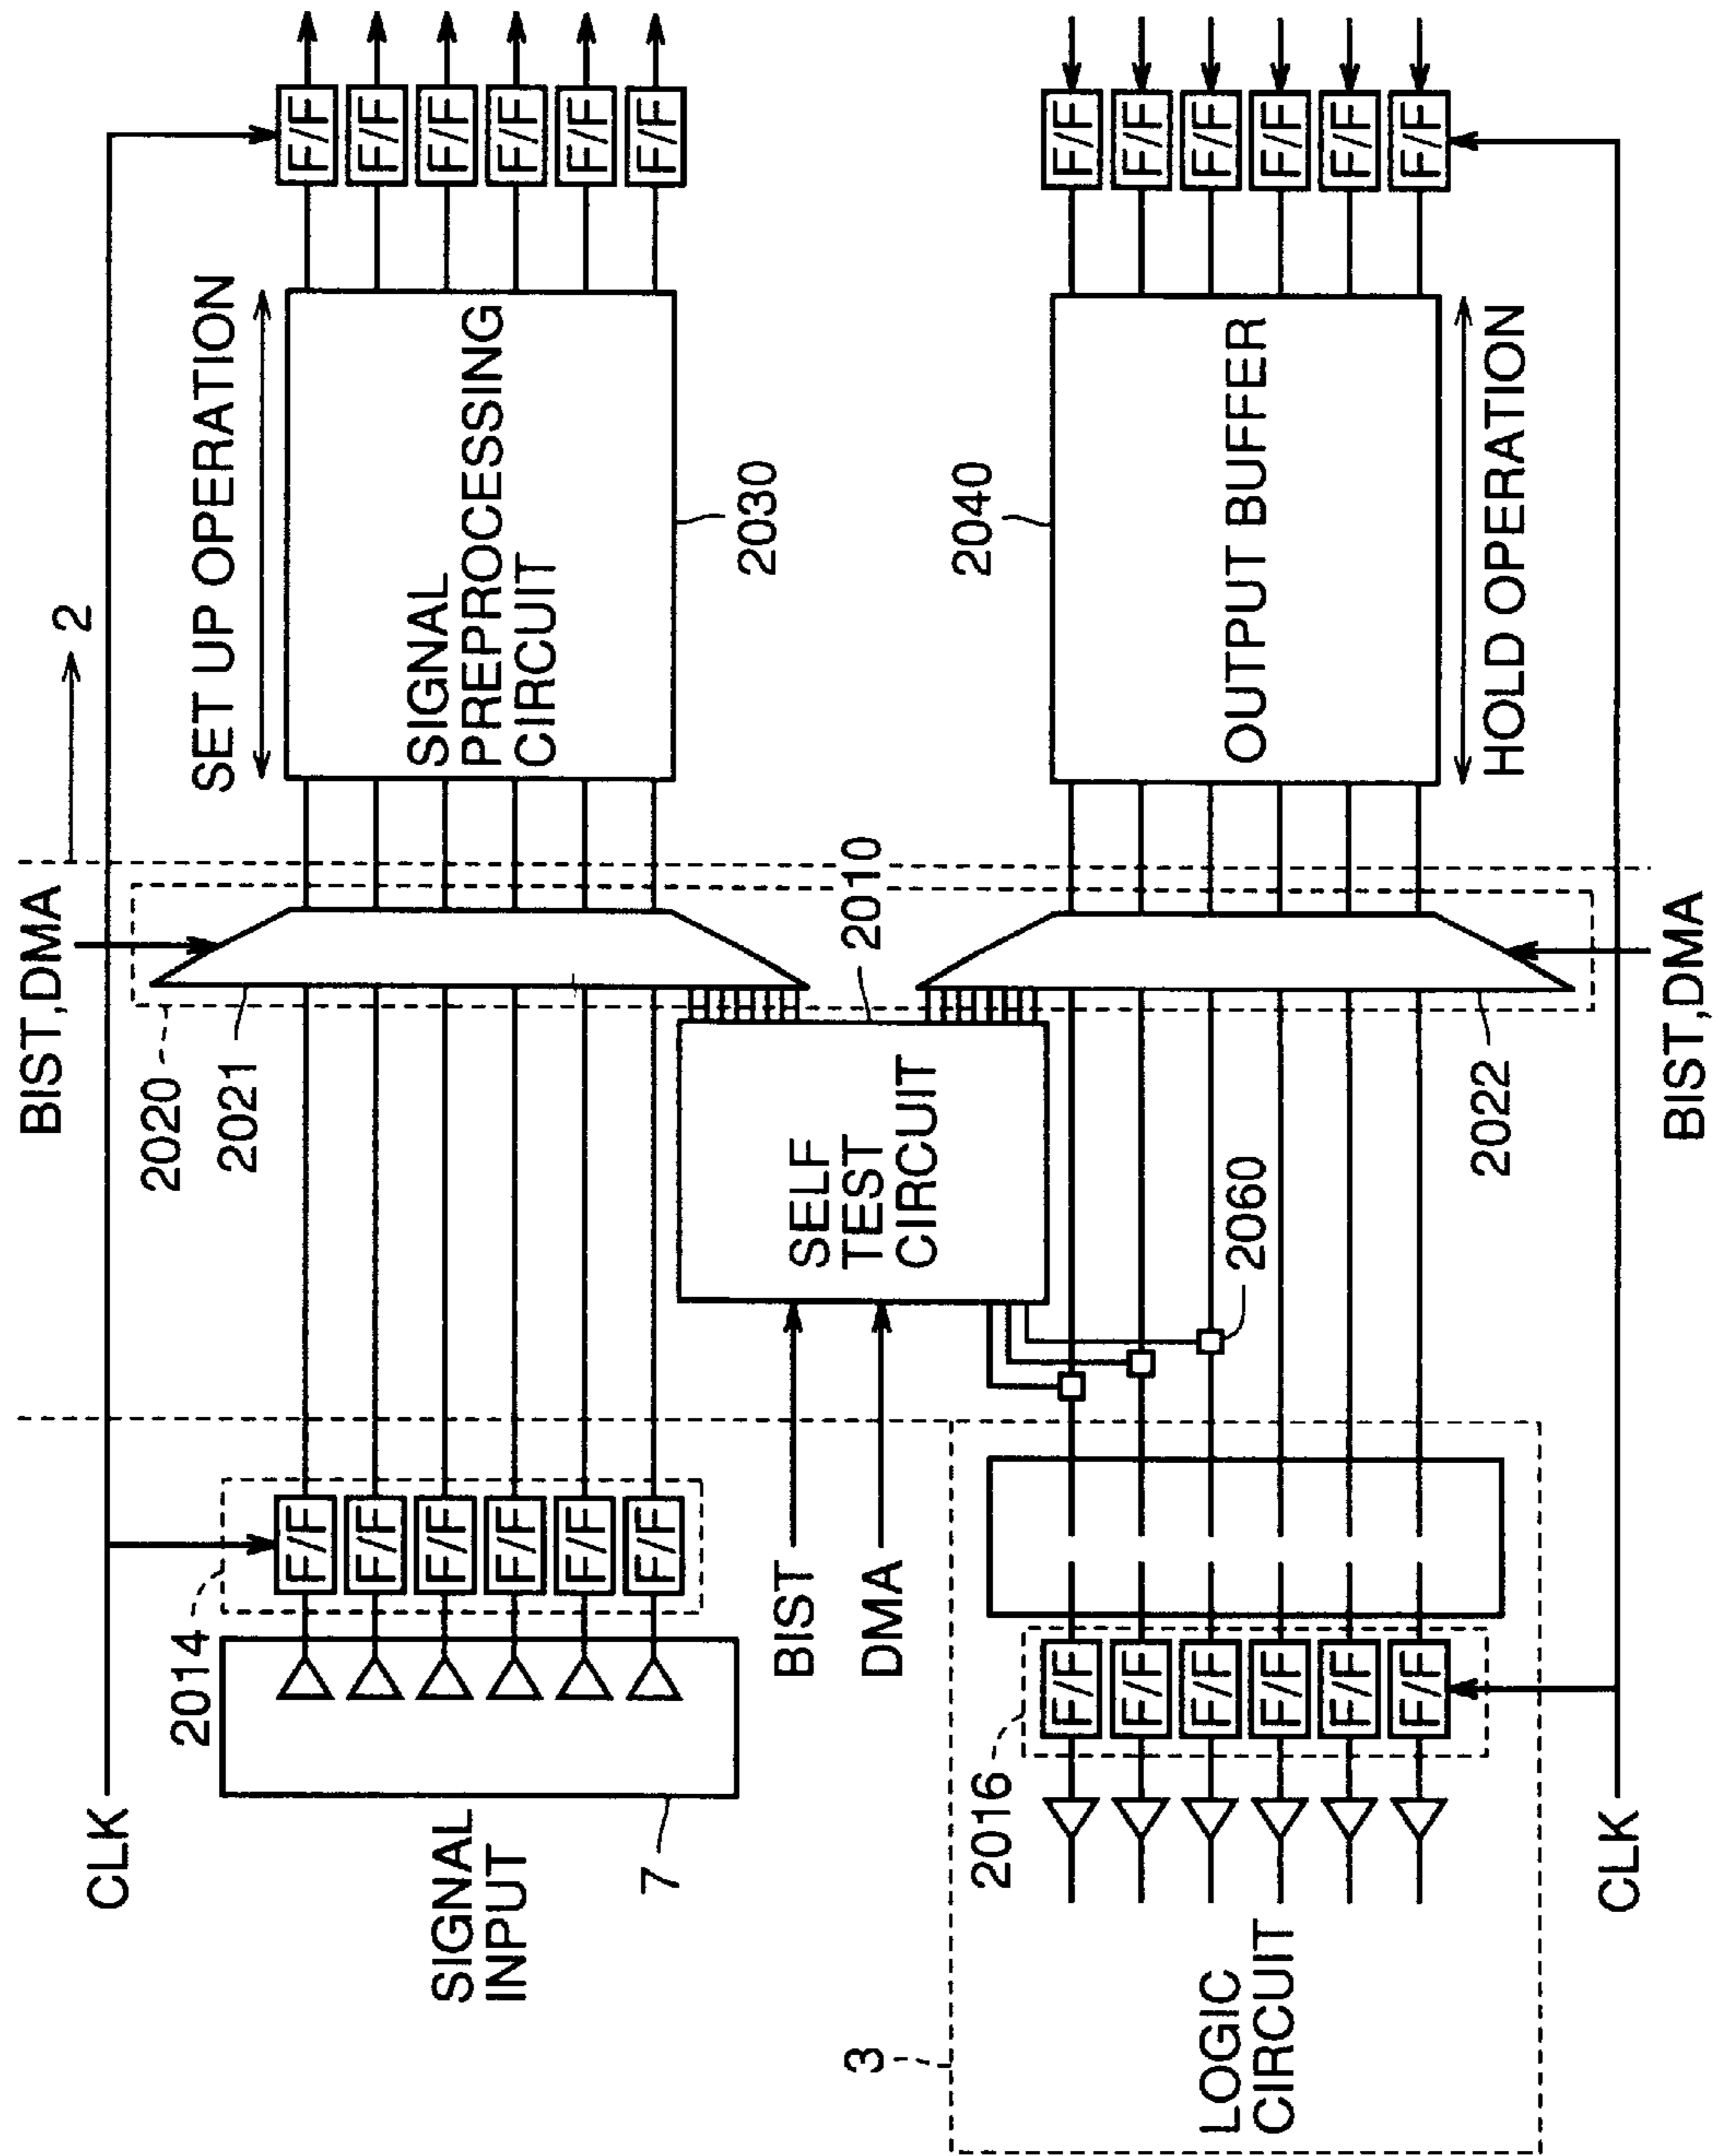 CLK
SIGNAL
INPUT
7
2014
F/F
F/F
F/F
F/F
F/F
F/F
BIST,DMA
2020
2021
2
SET UP OPERATION
SIGNAL
PREPROCESSING
CIRCUIT
2030
F/F
F/F
F/F
F/F
F/F
F/F
BIST
DMA
SELF
TEST
CIRCUIT
2010
2060
3
LOGIC
CIRCUIT
2016
F/F
F/F
F/F
F/F
F/F
F/F
2022
BIST,DMA
2040
OUTPUT BUFFER
HOLD OPERATION
F/F
F/F
F/F
F/F
F/F
F/F
CLK